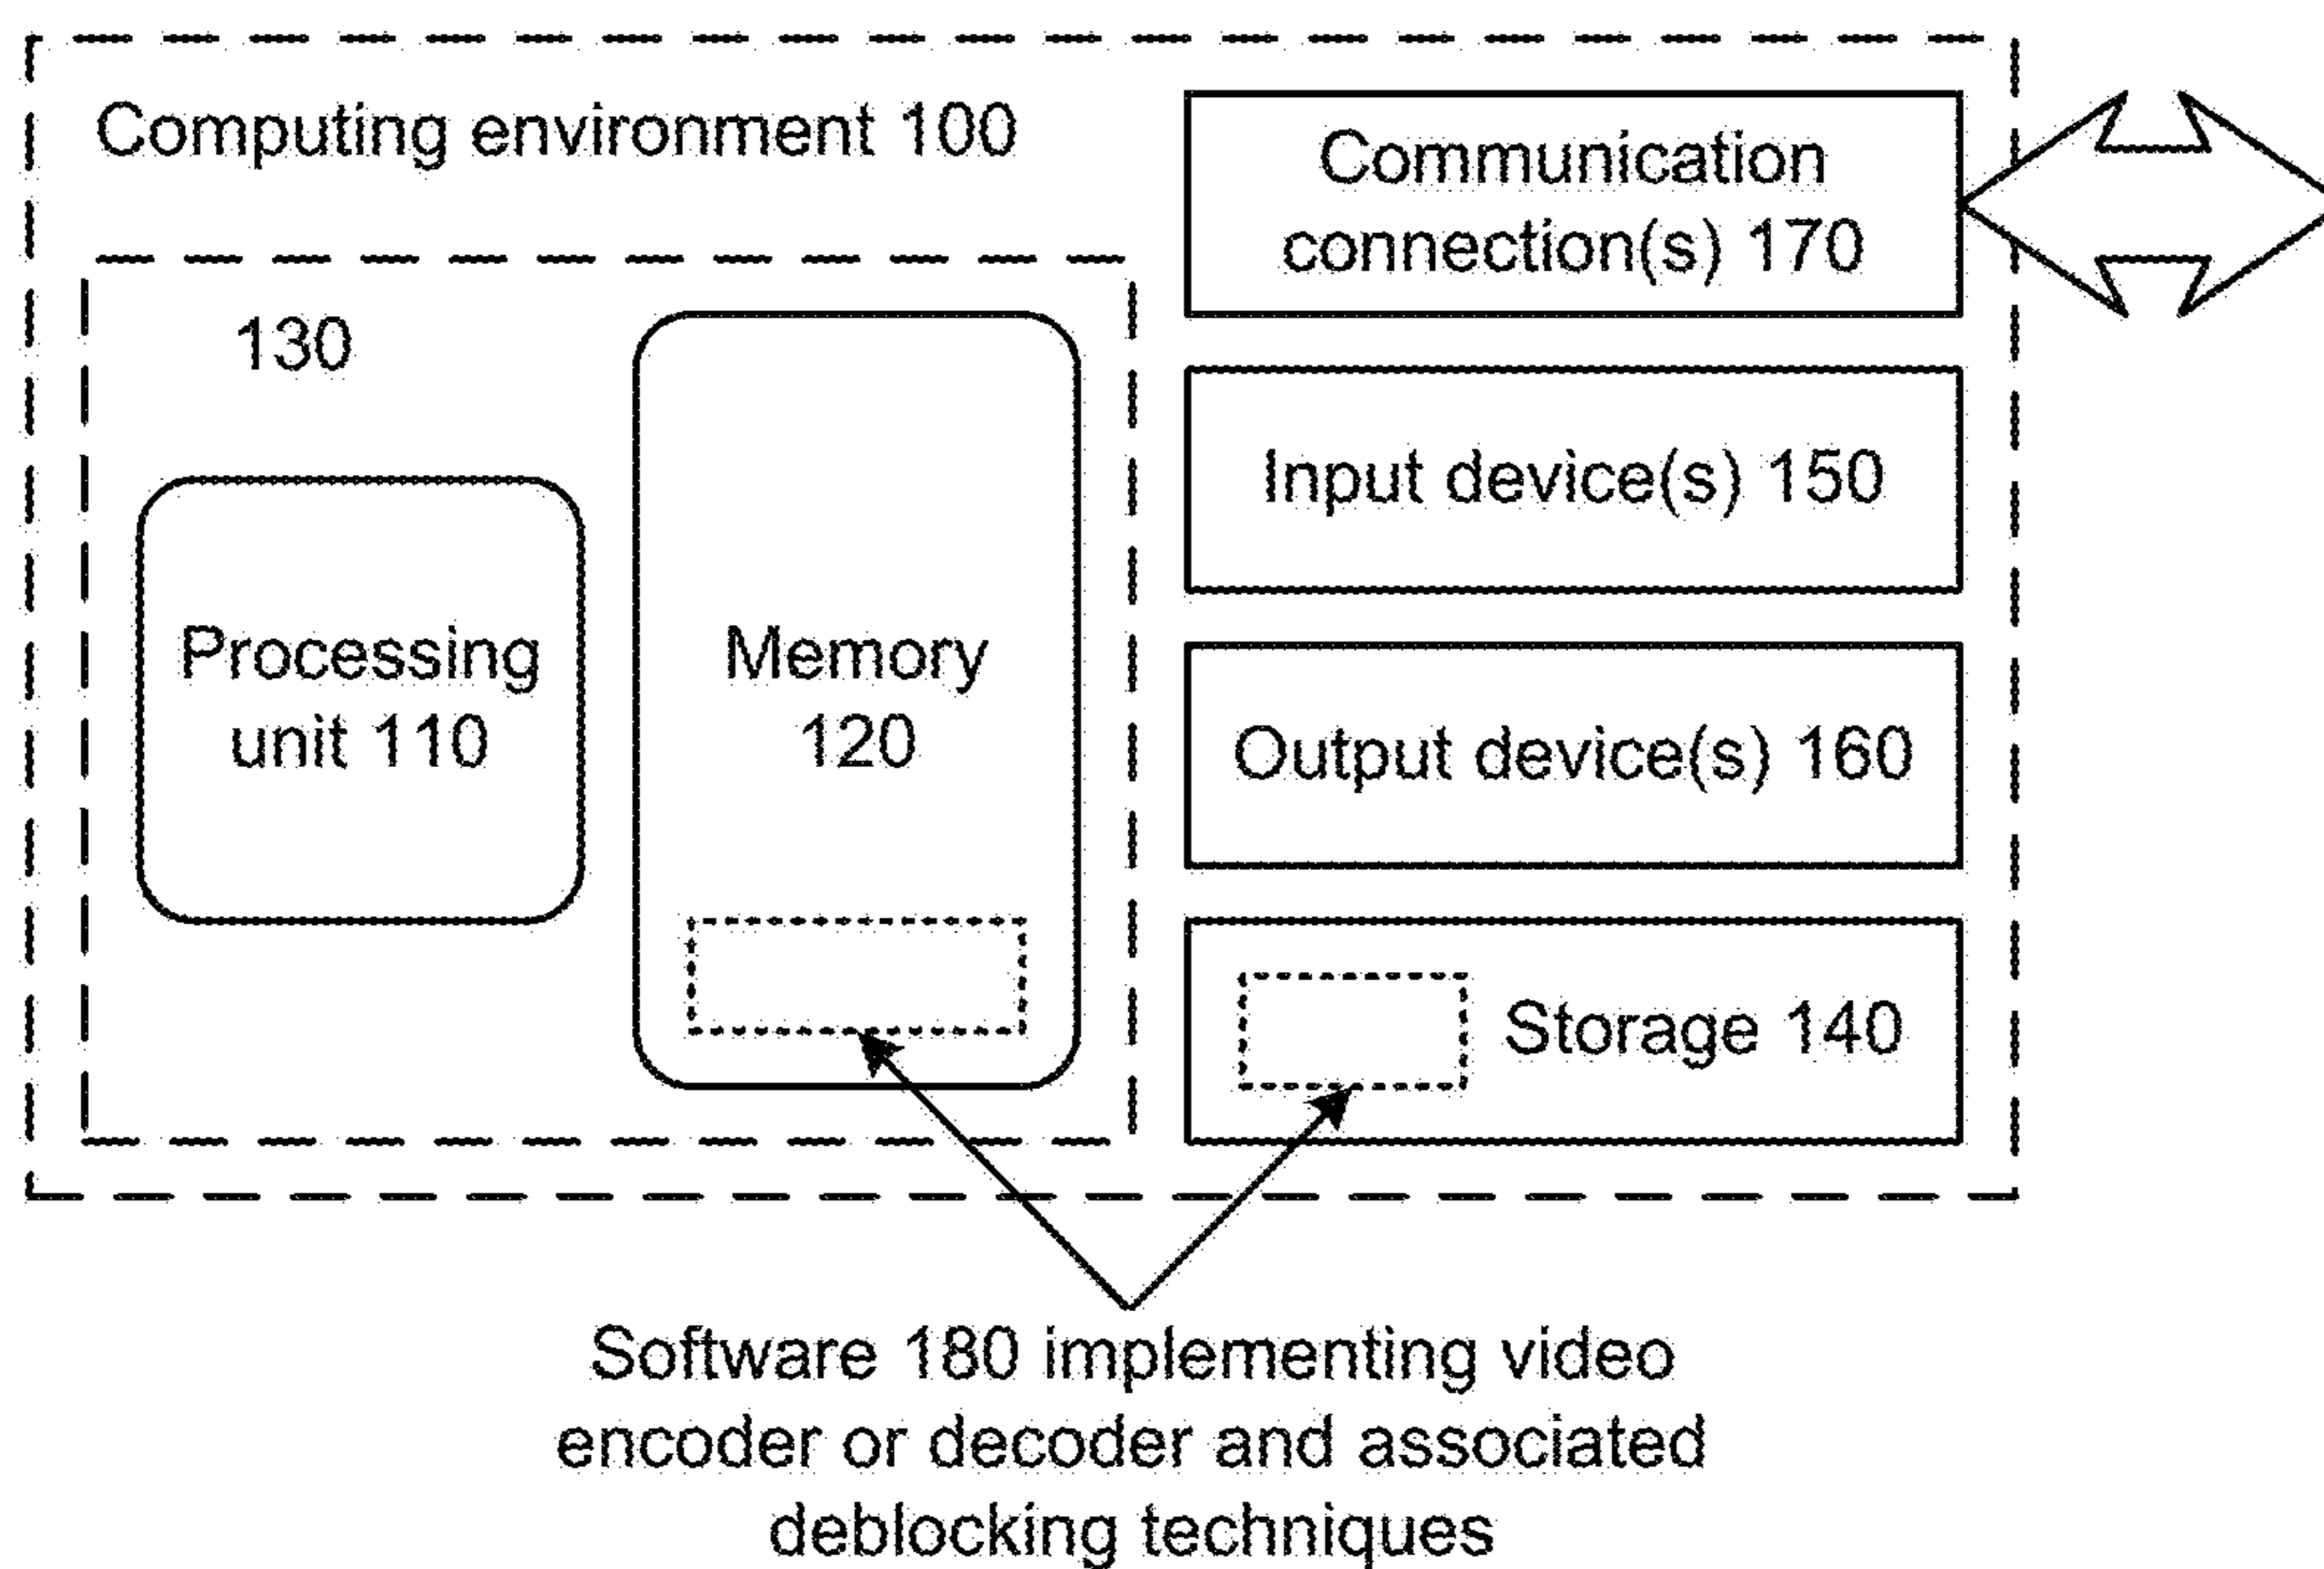 Computing environment 100
Communication
connection(s) 170
130
Input device(s) 150
Processing
unit 110
Memory
120
Output device(s) 160
Storage 140
Software 180 implementing video
encoder or decoder and associated
deblocking techniques